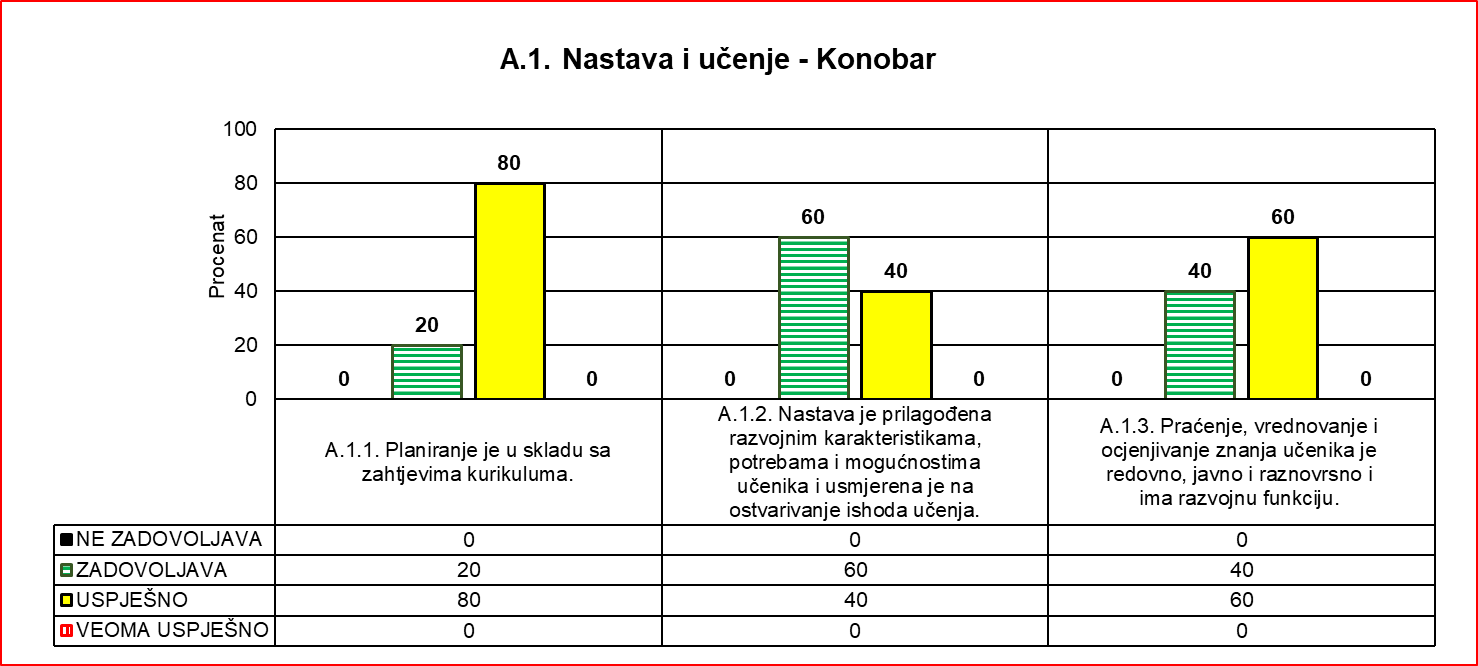 A.1. Nastava i učenje - Konobar
Procenat
100
80
60
40
20
0
0
20
80
0
0
60
40
0
0
40
60
0
A.1.1. Planiranje je u skladu sa
zahtjevima kurikuluma.
A.1.2. Nastava je prilagođena
razvojnim karakteristikama,
potrebama i mogućnostima
učenika i usmjerena je na
ostvarivanje ishoda učenja.
A.1.3. Praćenje, vrednovanje i
ocjenjivanje znanja učenika je
redovno, javno i raznovrsno i
ima razvojnu funkciju.
NE ZADOVOLJAVA 0 0 0
ZADOVOLJAVA 20 60 40
USPJEŠNO 80 40 60
VEOMA USPJEŠNO 0 0 0